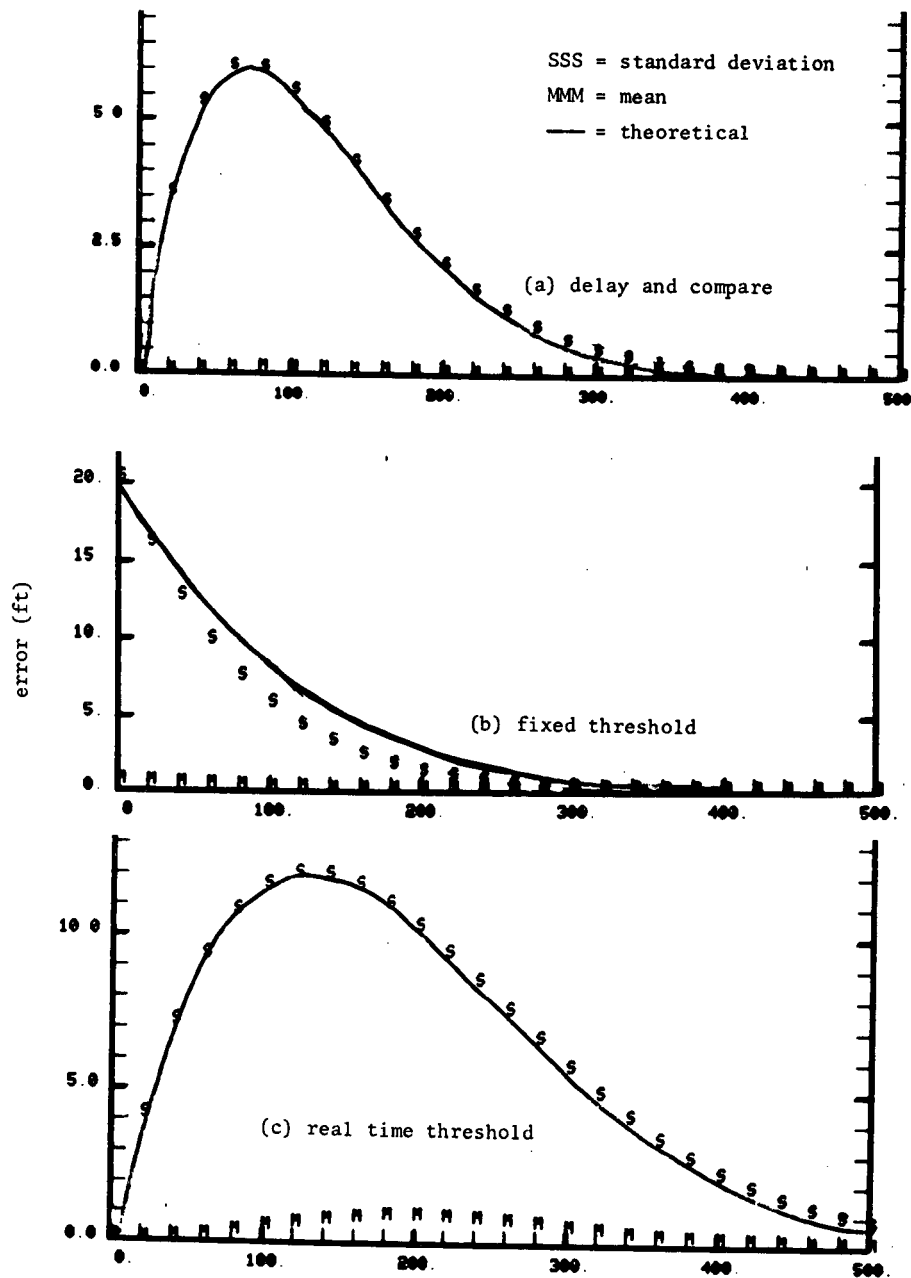 SSS = standard deviation
MMM = mean
— = theoretical
5 0
2.5
0.0
(a) delay and compare
0. 100. 200. 300. 400. 500
error (ft)
20.
15
10.
5.
0.
(b) fixed threshold
0. 100. 200. 300. 400. 500.
10 0
5.0
0.0
(c) real time threshold
0. 100. 200. 300. 400. 500.